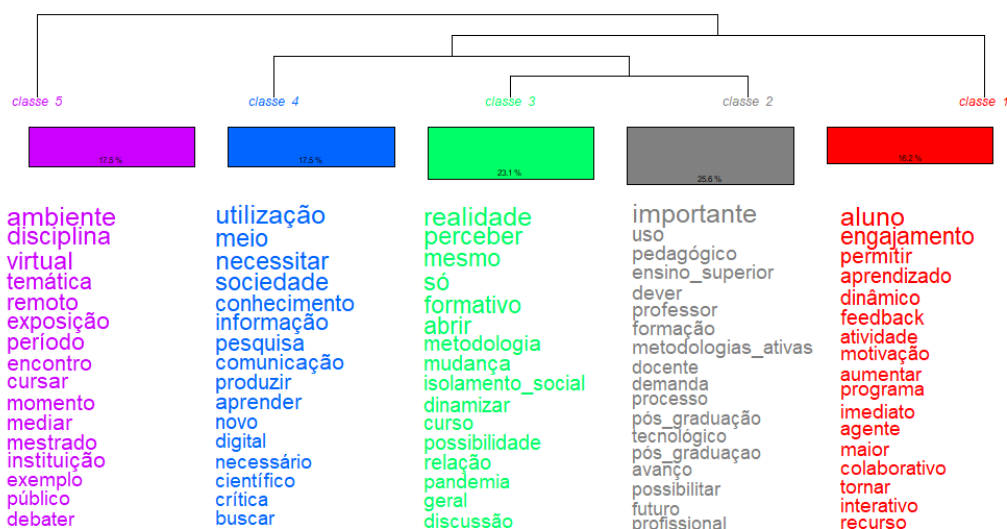 classe 5
classe 4
classe 3
classe 2
classe 1
17.5 %
17.5 %
23.1 %
25.6 %
16.2 %
ambiente
disciplina
virtual
temática
remoto
exposição
período
encontro
cursar
momento
mediar
mestrado
instituição
exemplo
público
debater
utilização
meio
necessitar
sociedade
conhecimento
informação
pesquisa
comunicação
produzir
aprender
novo
digital
necessário
científico
crítica
buscar
realidade
perceber
mesmo
só
formativo
abrir
metodologia
mudança
isolamento_social
dinamizar
curso
possibilidade
relação
pandemia
geral
discussão
importante
uso
pedagógico
ensino_superior
dever
professor
formação
metodologias_ativas
docente
demanda
processo
pós_graduação
tecnológico
pós_graduaçao
avanço
possibilitar
futuro
profissional
aluno
engajamento
permitir
aprendizado
dinâmico
feedback
atividade
motivação
aumentar
programa
imediato
agente
maior
colaborativo
tornar
interativo
recurso